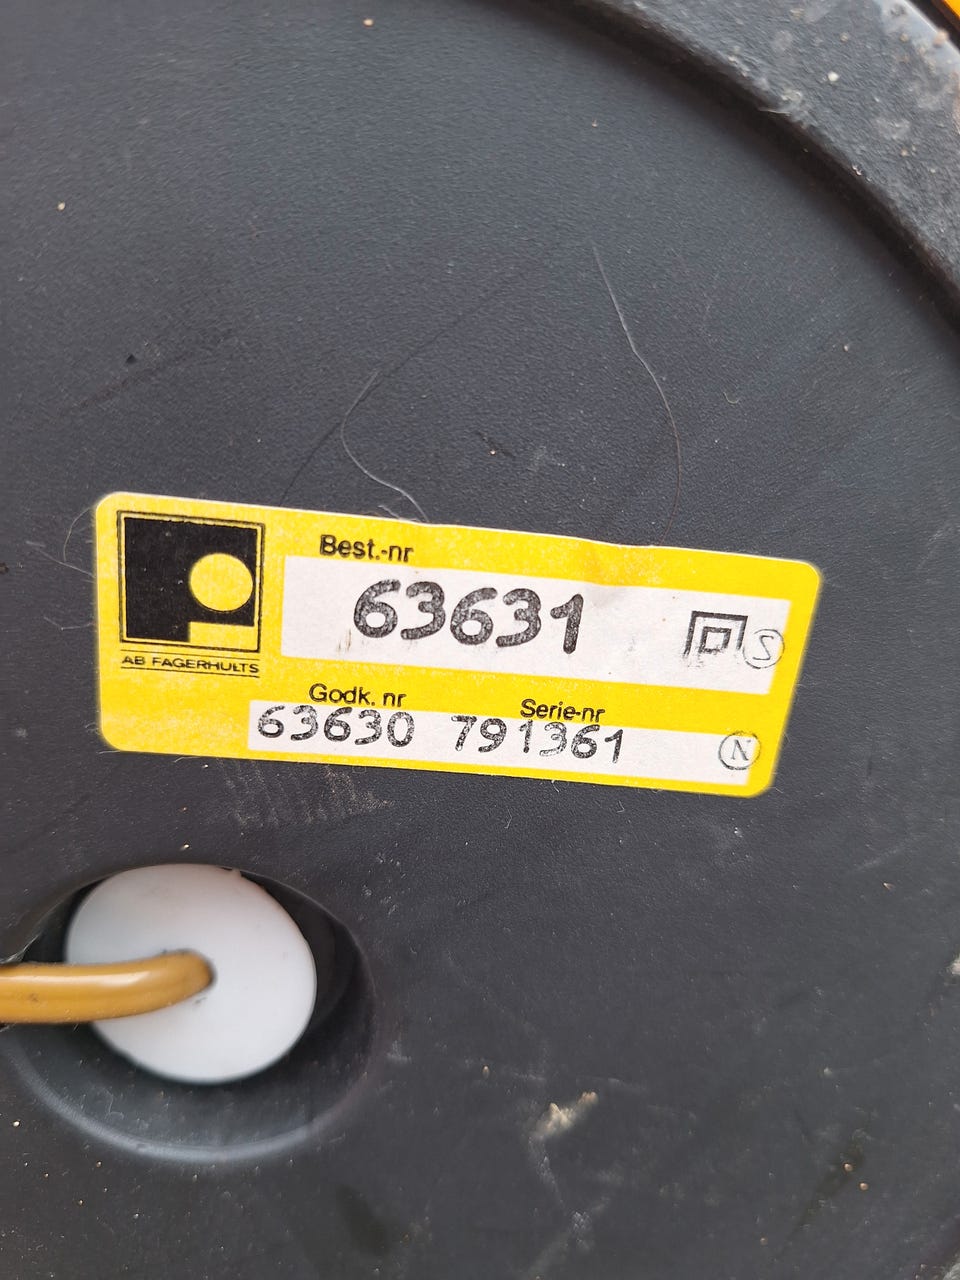 Best.-nr
63631 S
AB FAGERHULTS
Godk. nr Serie-nr
63630 791361 N